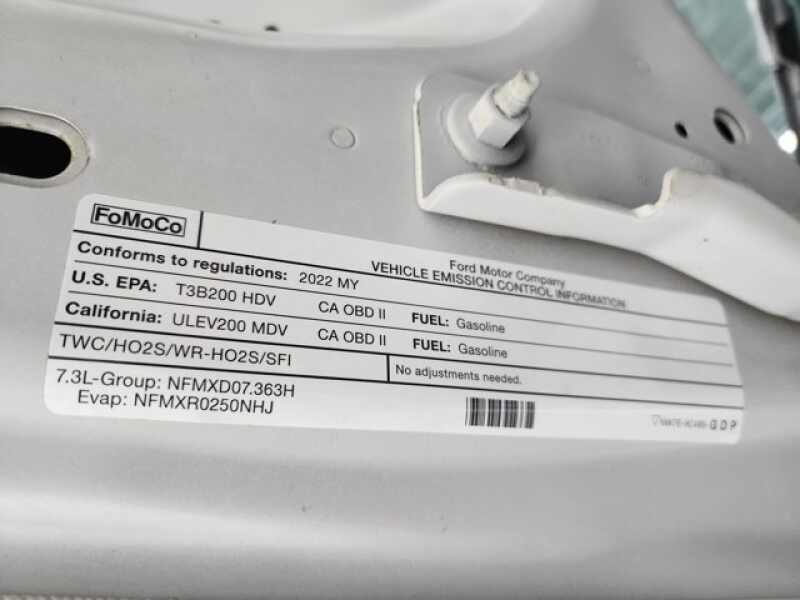 FoMoCo
Ford Motor Company
VEHICLE EMISSION CONTROL INFORMATION
Conforms to regulations: 2022 MY
U.S. EPA: T3B200 HDV CA OBD II FUEL: Gasoline
California: ULEV200 MDV CA OBD II FUEL: Gasoline
TWC/HO2S/WR-HO2S/SFI
No adjustments needed.
7.3L-Group: NFMXD07.363H
Evap: NFMXR0250NHJ
GDP